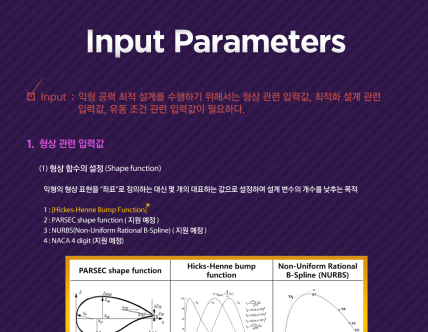 Input Parameters
Input : 익형 공력 최적 설계를 수행하기 위해서는 형상 관련 입력값, 최적화 설계 관련
입력값, 유동 조건 관련 입력값이 필요하다.
1. 형상 관련 입력값
(1) 형상 함수의 설정 (Shape function)
익형의 형상 표현을 "좌표"로 정의하는 대신 몇 개의 대표하는 값으로 설정하여 설계 변수의 개수를 낮추는 목적
1 : [Hickes-Henne Bump Function]*
2 : PARSEC shape function ( 지원 예정 )
3 : NURBS(Non-Uniform Rational B-Spline) ( 지원 예정 )
4 : NACA 4 digit (지원 예정)
PARSEC shape function
Hicks-Henne bump
function
Non-Uniform Rational
B-Spline (NURBS)